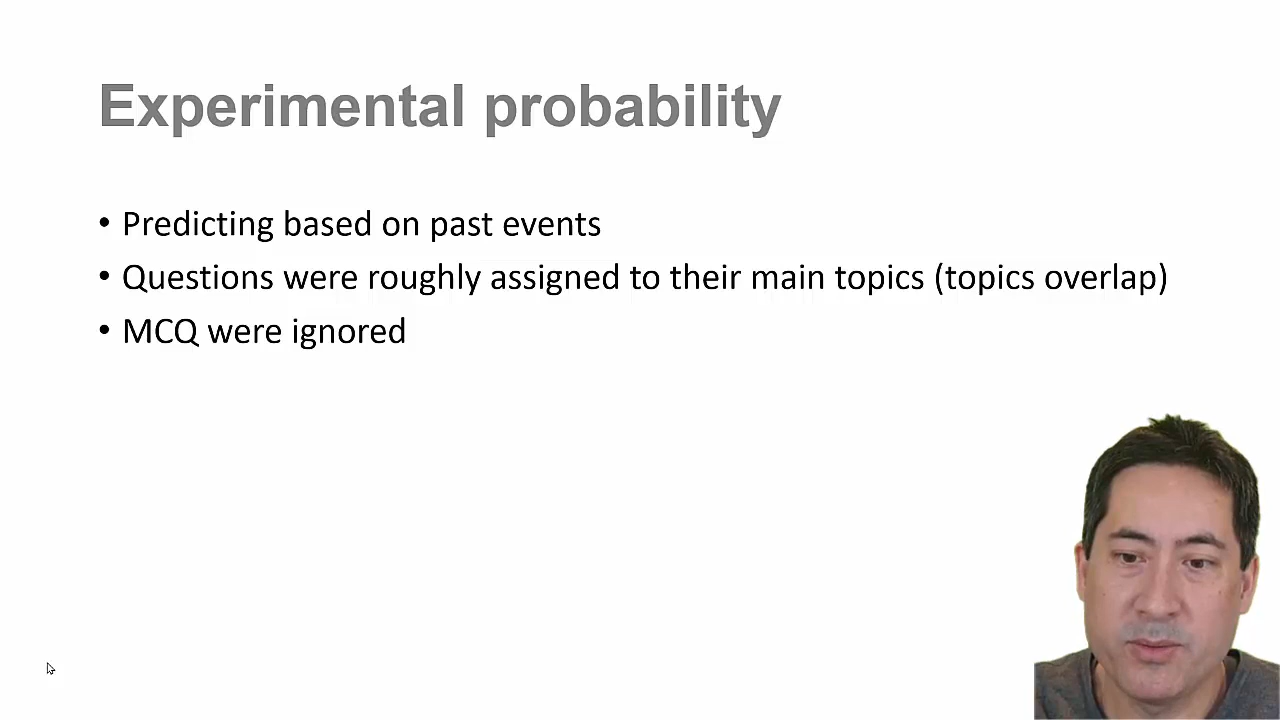 Experimental probability
• Predicting based on past events
• Questions were roughly assigned to their main topics (topics overlap)
• MCQ were ignored